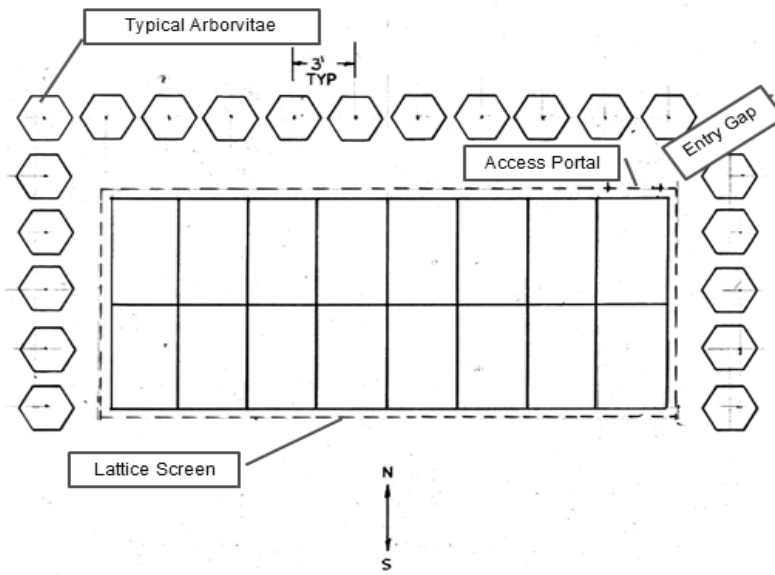 Typical Arborvitae
3'
TYP
Entry Gap
Access Portal
Lattice Screen
N
S